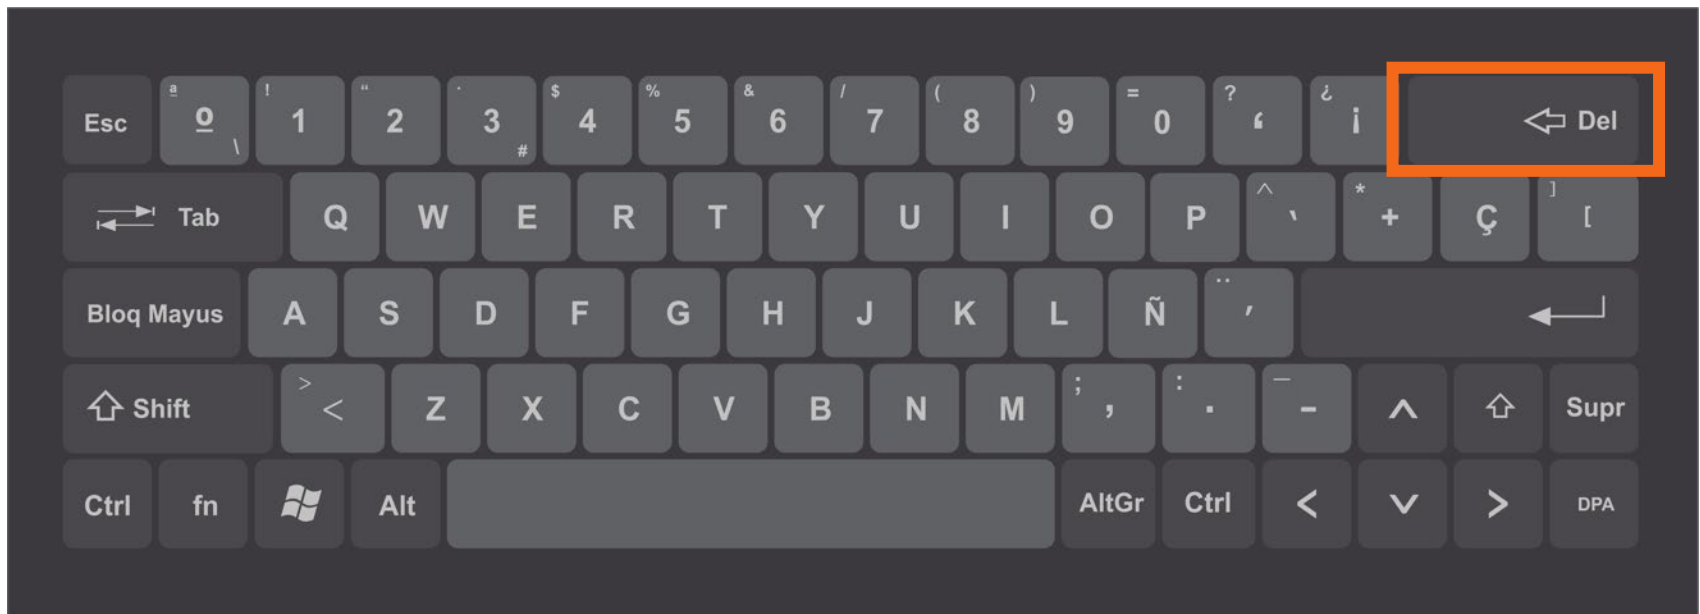 Esc ª º \ ! 1 “ 2 · 3 # $ 4 % 5 & 6 / 7 ( 8 ) 9 = 0 ? ‘ ¿ ¡ Del
Tab Q W E R T Y U I O P ^ ` * + Ç ] [
Bloq Mayus A S D F G H J K L Ñ ¨ ´
Shift > < Z X C V B N M ; , : . _ - ^ Supr
Ctrl fn Alt AltGr Ctrl < v > DPA